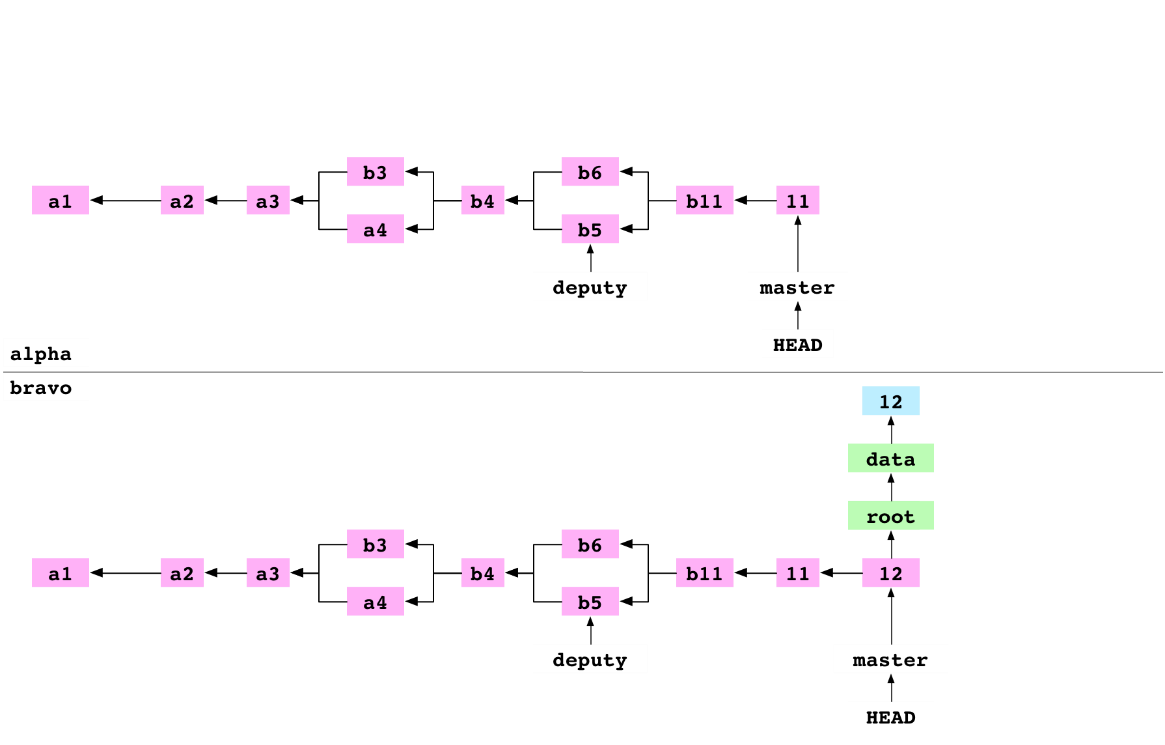 b3 b6
a1 a2 a3 b4 b11 11
a4 b5
deputy master
HEAD
alpha
bravo
12
data
root
b3 b6
a1 a2 a3 b4 b11 11 12
a4 b5
deputy master
HEAD